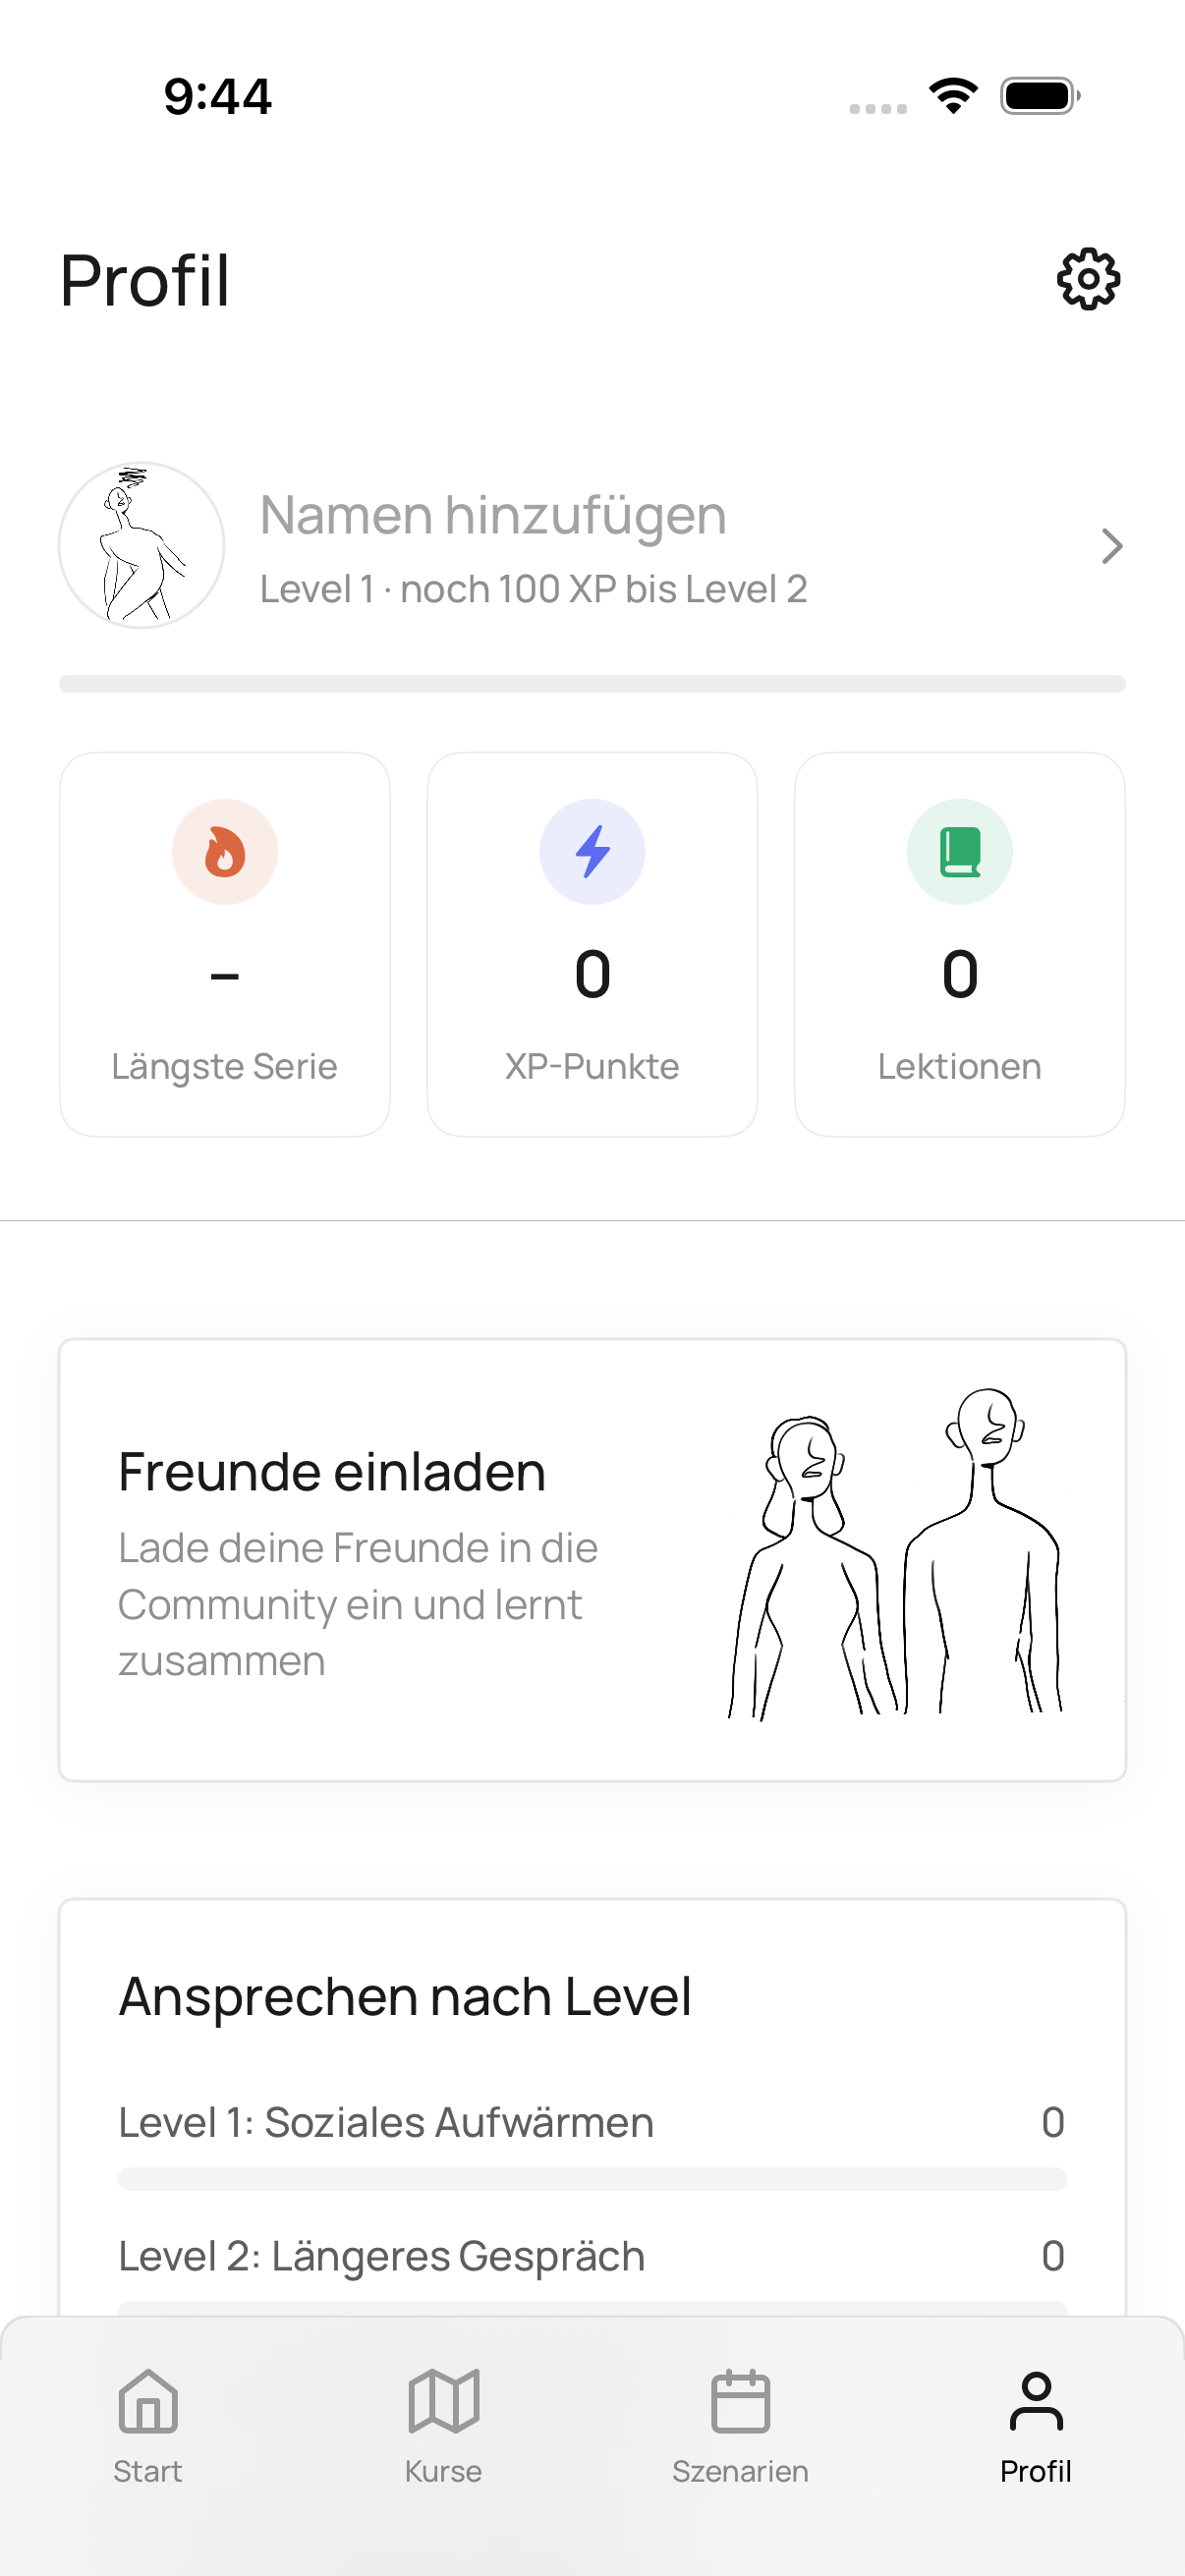 9:44
Profil
Namen hinzufügen
Level 1 · noch 100 XP bis Level 2
–
0
0
Längste Serie
XP-Punkte
Lektionen
Freunde einladen
Lade deine Freunde in die
Community ein und lernt
zusammen
Ansprechen nach Level
Level 1: Soziales Aufwärmen 0
Level 2: Längeres Gespräch 0
Start
Kurse
Szenarien
Profil